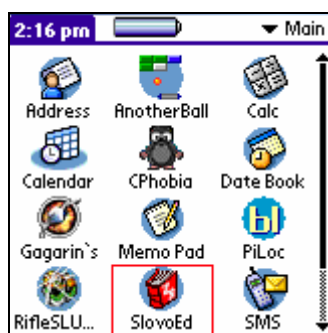 2:16 pm Main
Address AnotherBall Calc
Calendar CPhobia Date Book
Gagarin`s Memo Pad PiLoc
RifleSLU... SlovoEd SMS